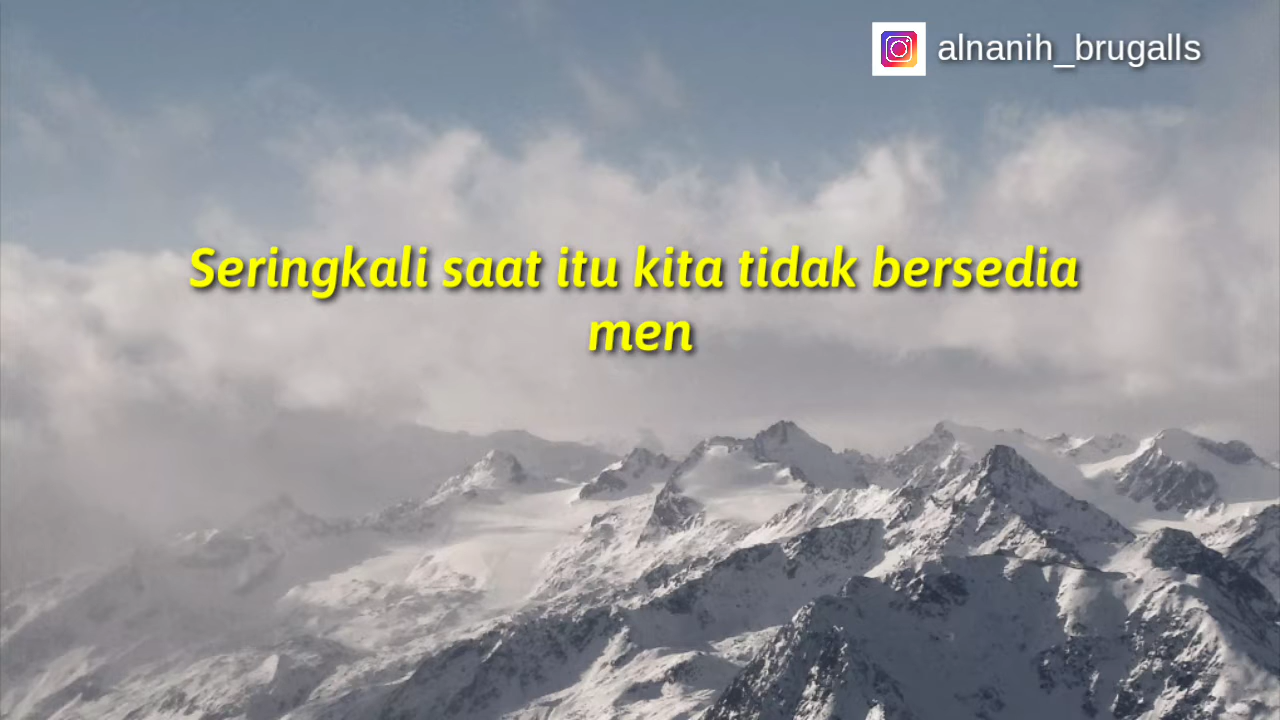 alnanih_brugalls
Seringkali saat itu kita tidak bersedia
men